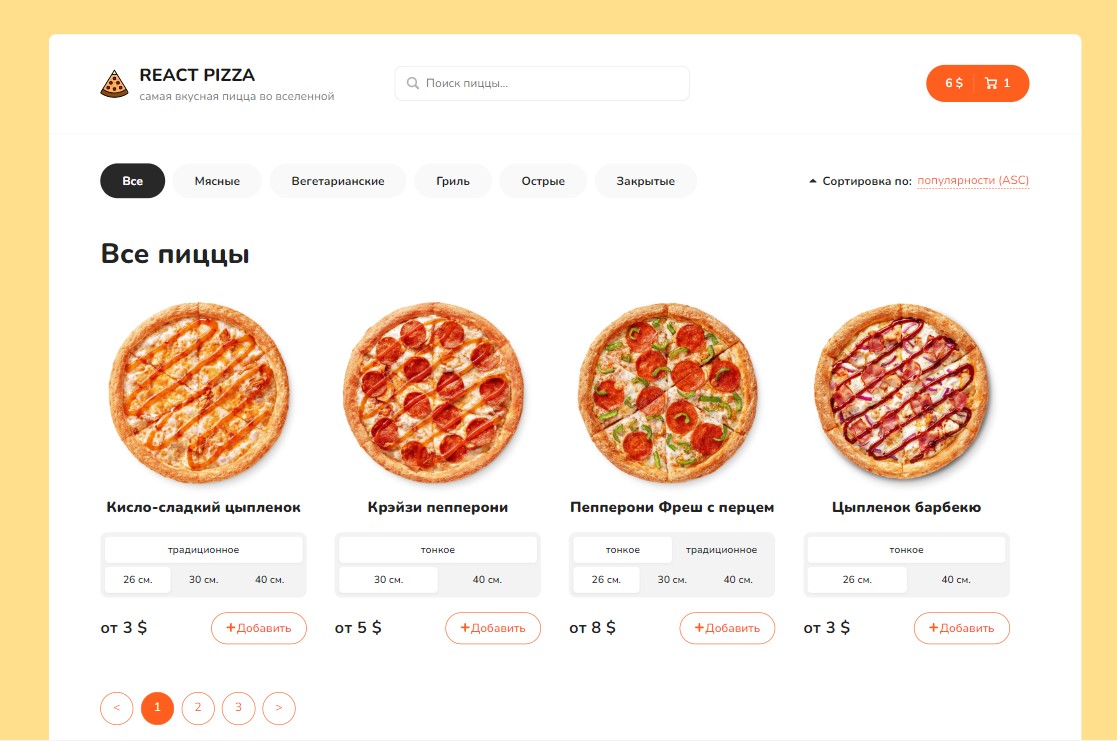 REACT PIZZA
самая вкусная пицца во вселенной
Поиск пиццы...
6 $ 1
Все Мясные Вегетарианские Гриль Острые Закрытые
Сортировка по: популярности (ASC)
Все пиццы
Кисло-сладкий цыпленок
традиционное
26 см. 30 см. 40 см.
от 3 $ +Добавить
Крэйзи пепперони
тонкое
30 см. 40 см.
от 5 $ +Добавить
Пепперони Фреш с перцем
тонкое традиционное
26 см. 30 см. 40 см.
от 8 $ +Добавить
Цыпленок барбекю
тонкое
26 см. 40 см.
от 3 $ +Добавить
< 1 2 3 >